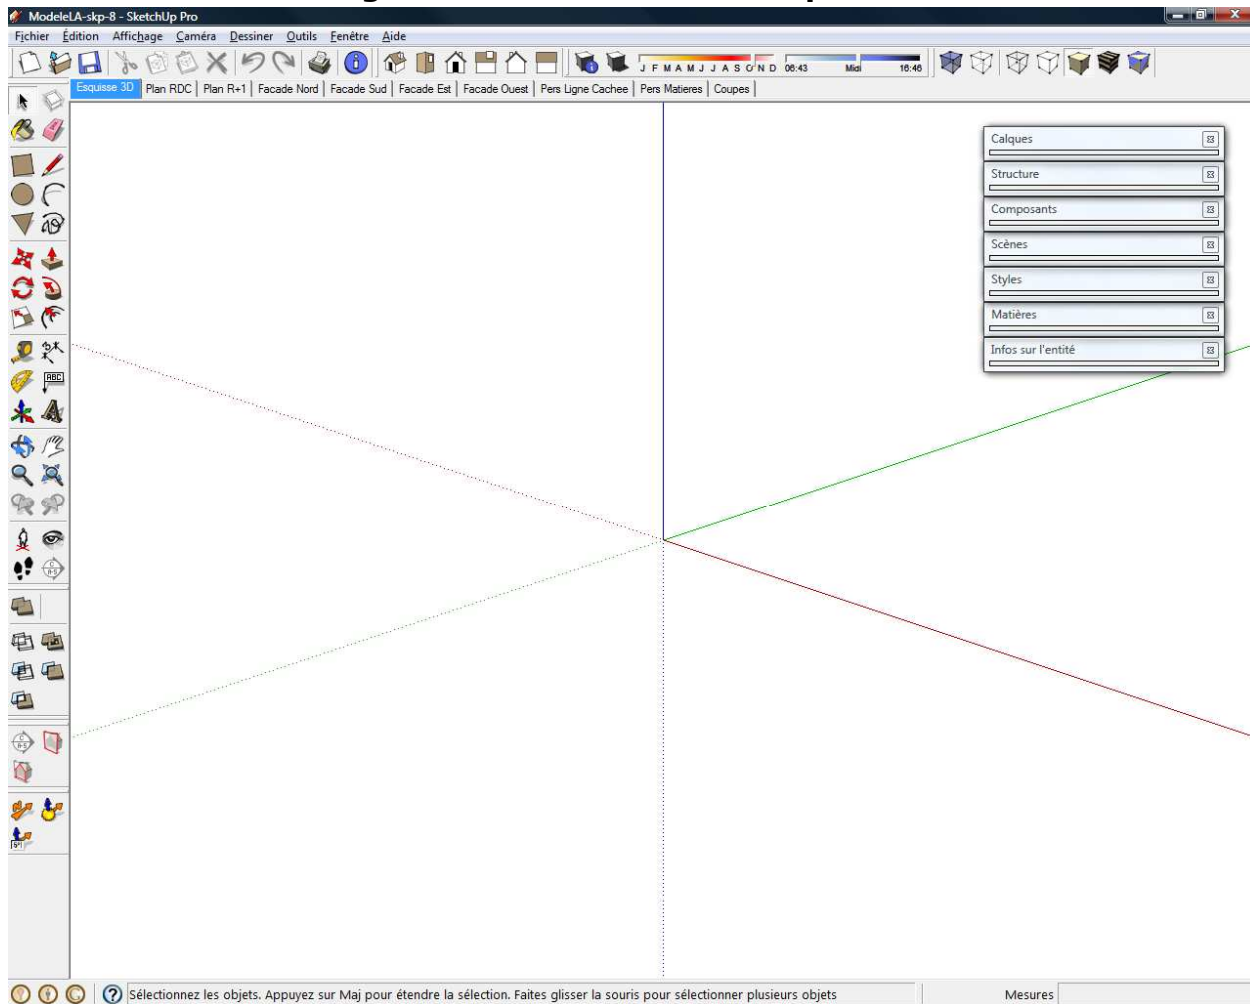 ModeleLA-skp-8 - SketchUp Pro
Fichier Édition Affichage Caméra Dessiner Outils Fenêtre Aide
J F M A M J J A S O N D 06:43 Midi 16:46
Esquisse 3D Plan RDC Plan R+1 Facade Nord Facade Sud Facade Est Facade Ouest Pers Ligne Cachee Pers Matieres Coupes
Calques
Structure
Composants
Scènes
Styles
Matières
Infos sur l'entité
ABC
Sélectionnez les objets. Appuyez sur Maj pour étendre la sélection. Faites glisser la souris pour sélectionner plusieurs objets
Mesures